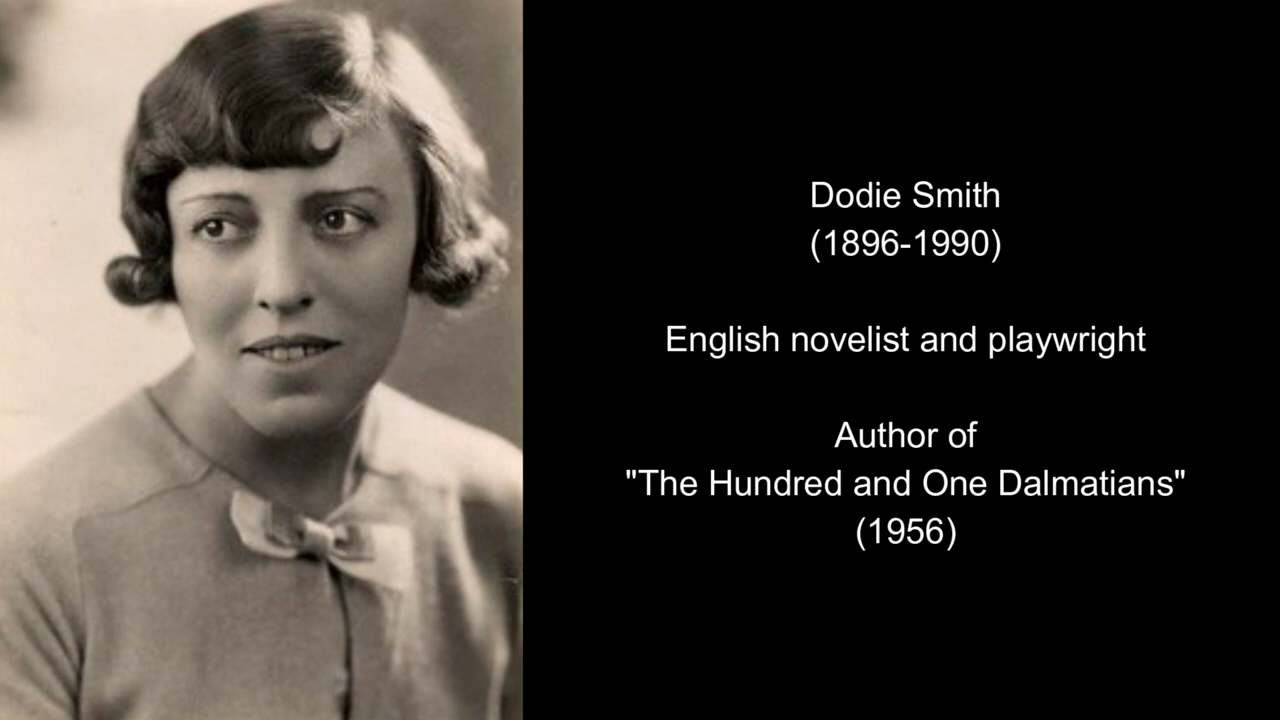 Dodie Smith
(1896-1990)
English novelist and playwright
Author of
"The Hundred and One Dalmatians"
(1956)